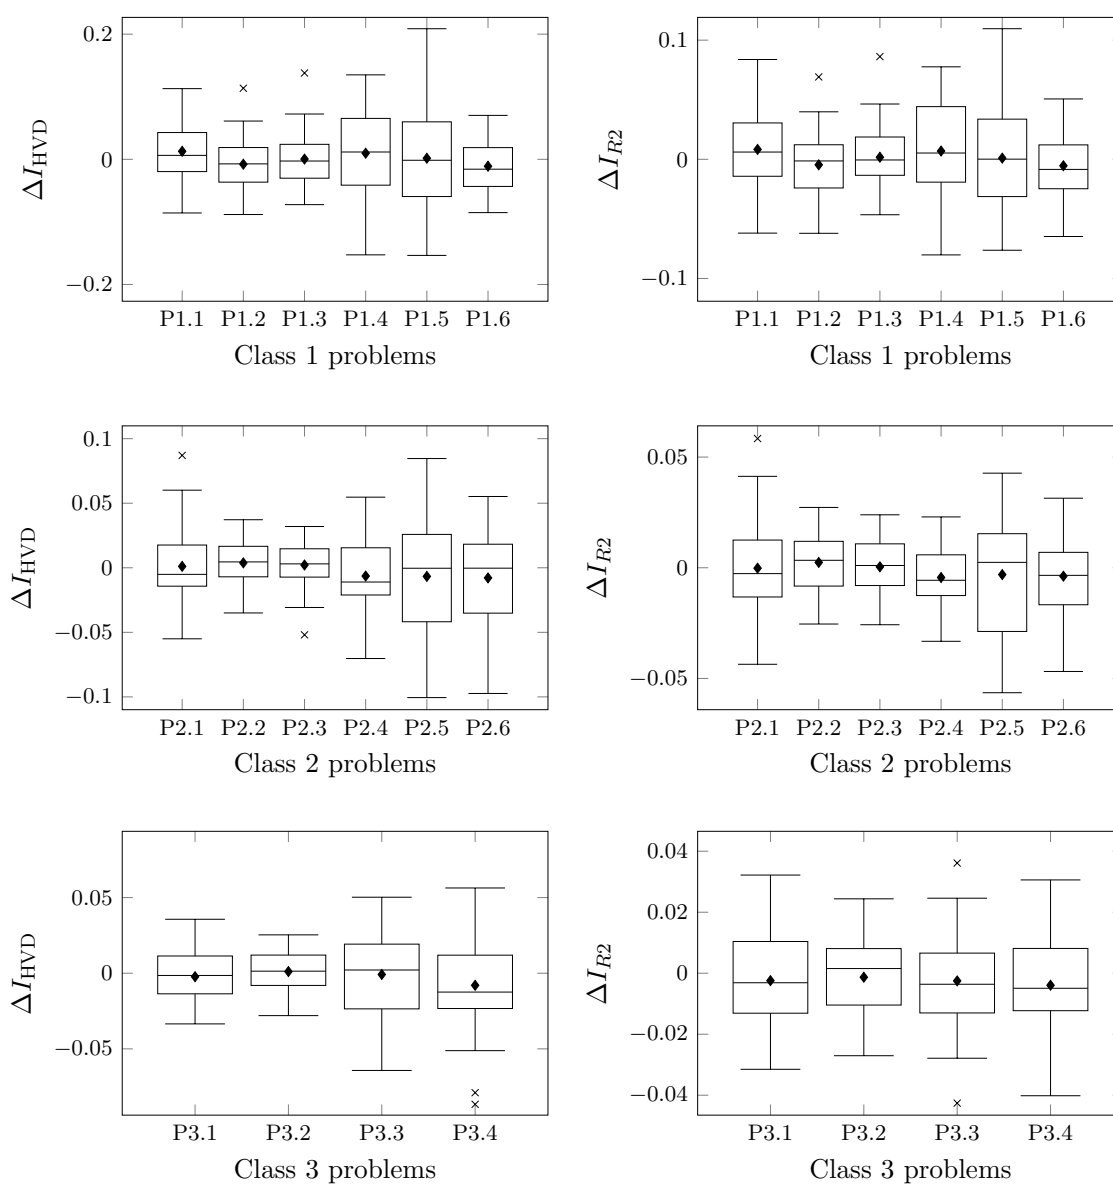 0.2
0
−0.2
ΔI_HVD
P1.1 P1.2 P1.3 P1.4 P1.5 P1.6
Class 1 problems
0.1
0
−0.1
ΔI_R2
P1.1 P1.2 P1.3 P1.4 P1.5 P1.6
Class 1 problems
0.1
0.05
0
−0.05
−0.1
ΔI_HVD
P2.1 P2.2 P2.3 P2.4 P2.5 P2.6
Class 2 problems
0.05
0
−0.05
ΔI_R2
P2.1 P2.2 P2.3 P2.4 P2.5 P2.6
Class 2 problems
0.05
0
−0.05
ΔI_HVD
P3.1 P3.2 P3.3 P3.4
Class 3 problems
0.04
0.02
0
−0.02
−0.04
ΔI_R2
P3.1 P3.2 P3.3 P3.4
Class 3 problems